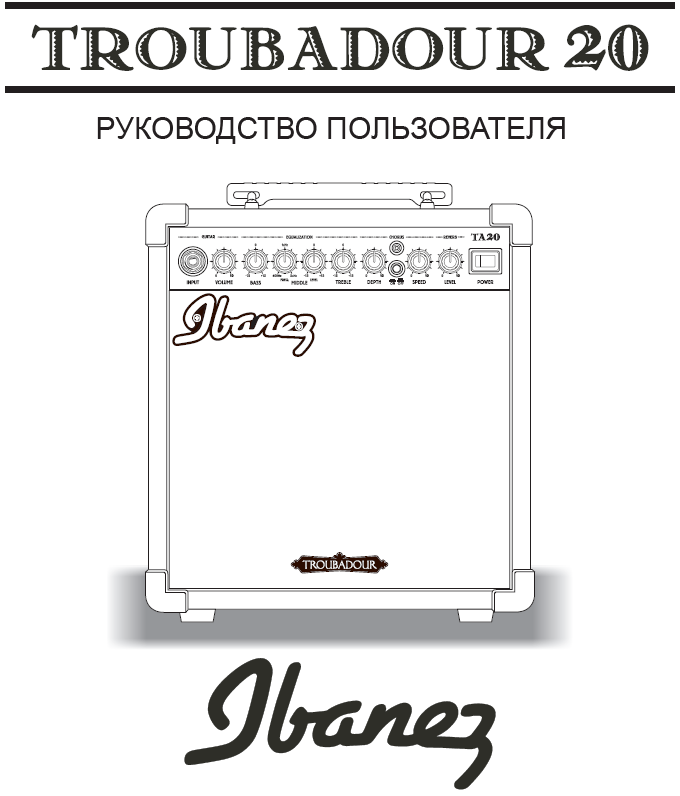 TROUBADOUR 20
РУКОВОДСТВО ПОЛЬЗОВАТЕЛЯ
GUITAR EQUALIZATION CHORUS REVERB TA20
INPUT VOLUME BASS MIDDLE TREBLE DEPTH SPEED LEVEL POWER
Ibanez
TROUBADOUR
Ibanez